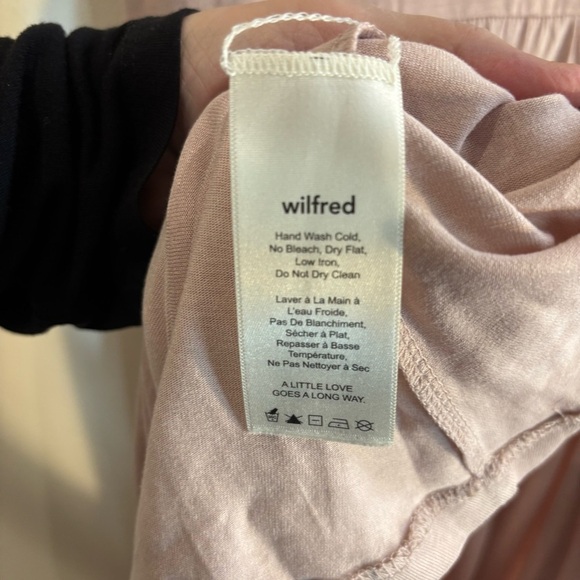 wilfred
Hand Wash Cold,
No Bleach, Dry Flat,
Low Iron,
Do Not Dry Clean
Laver à La Main à
L'eau Froide,
Pas De Blanchiment,
Sècher à Plat,
Repasser à Basse
Température,
Ne Pas Nettoyer à Sec
A LITTLE LOVE
GOES A LONG WAY.